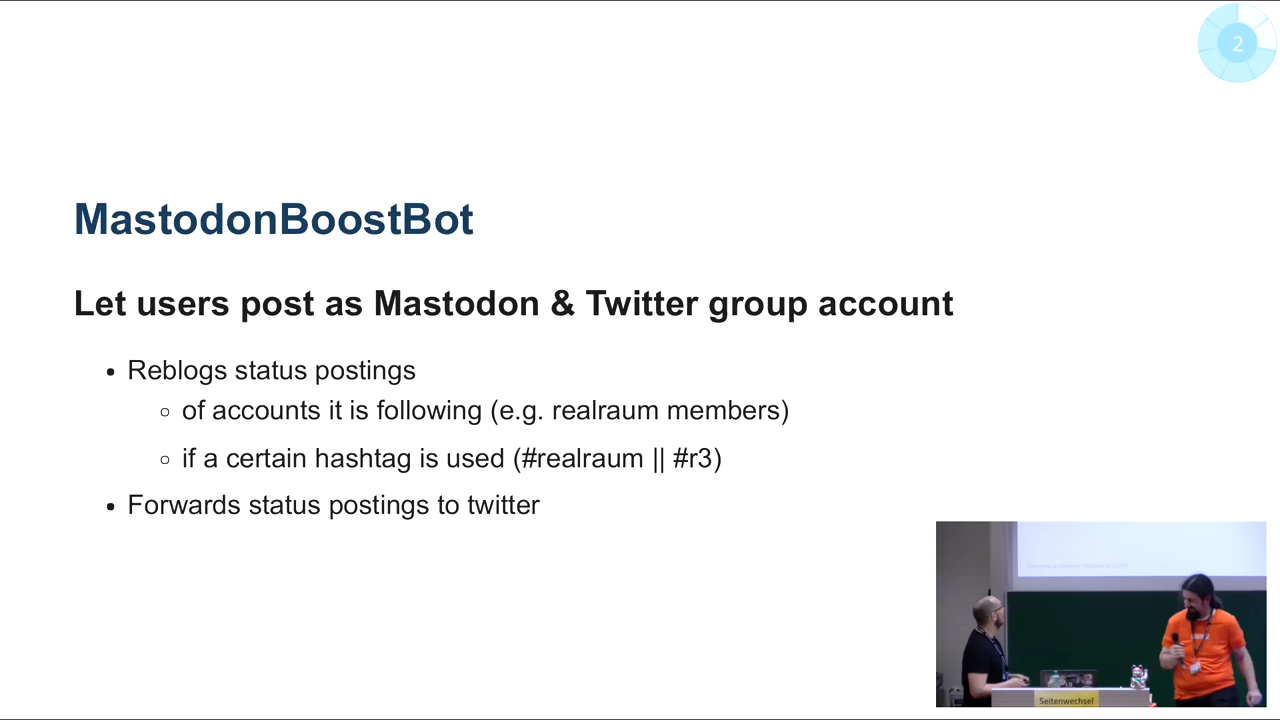 2
MastodonBoostBot
Let users post as Mastodon & Twitter group account
• Reblogs status postings
○ of accounts it is following (e.g. realraum members)
○ if a certain hashtag is used (#realraum || #r3)
• Forwards status postings to twitter
Seitenwechsel